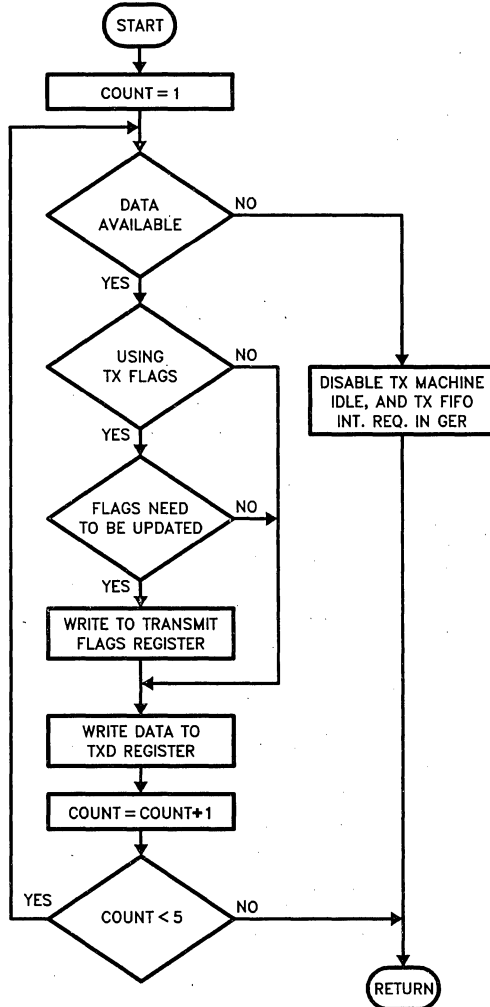 START
COUNT = 1
DATA
AVAILABLE
NO
YES
USING
TX FLAGS
NO
DISABLE TX MACHINE
IDLE, AND TX FIFO
INT. REQ. IN GER
YES
FLAGS NEED
TO BE UPDATED
NO
YES
WRITE TO TRANSMIT
FLAGS REGISTER
WRITE DATA TO
TXD REGISTER
COUNT = COUNT+1
YES
COUNT < 5
NO
RETURN